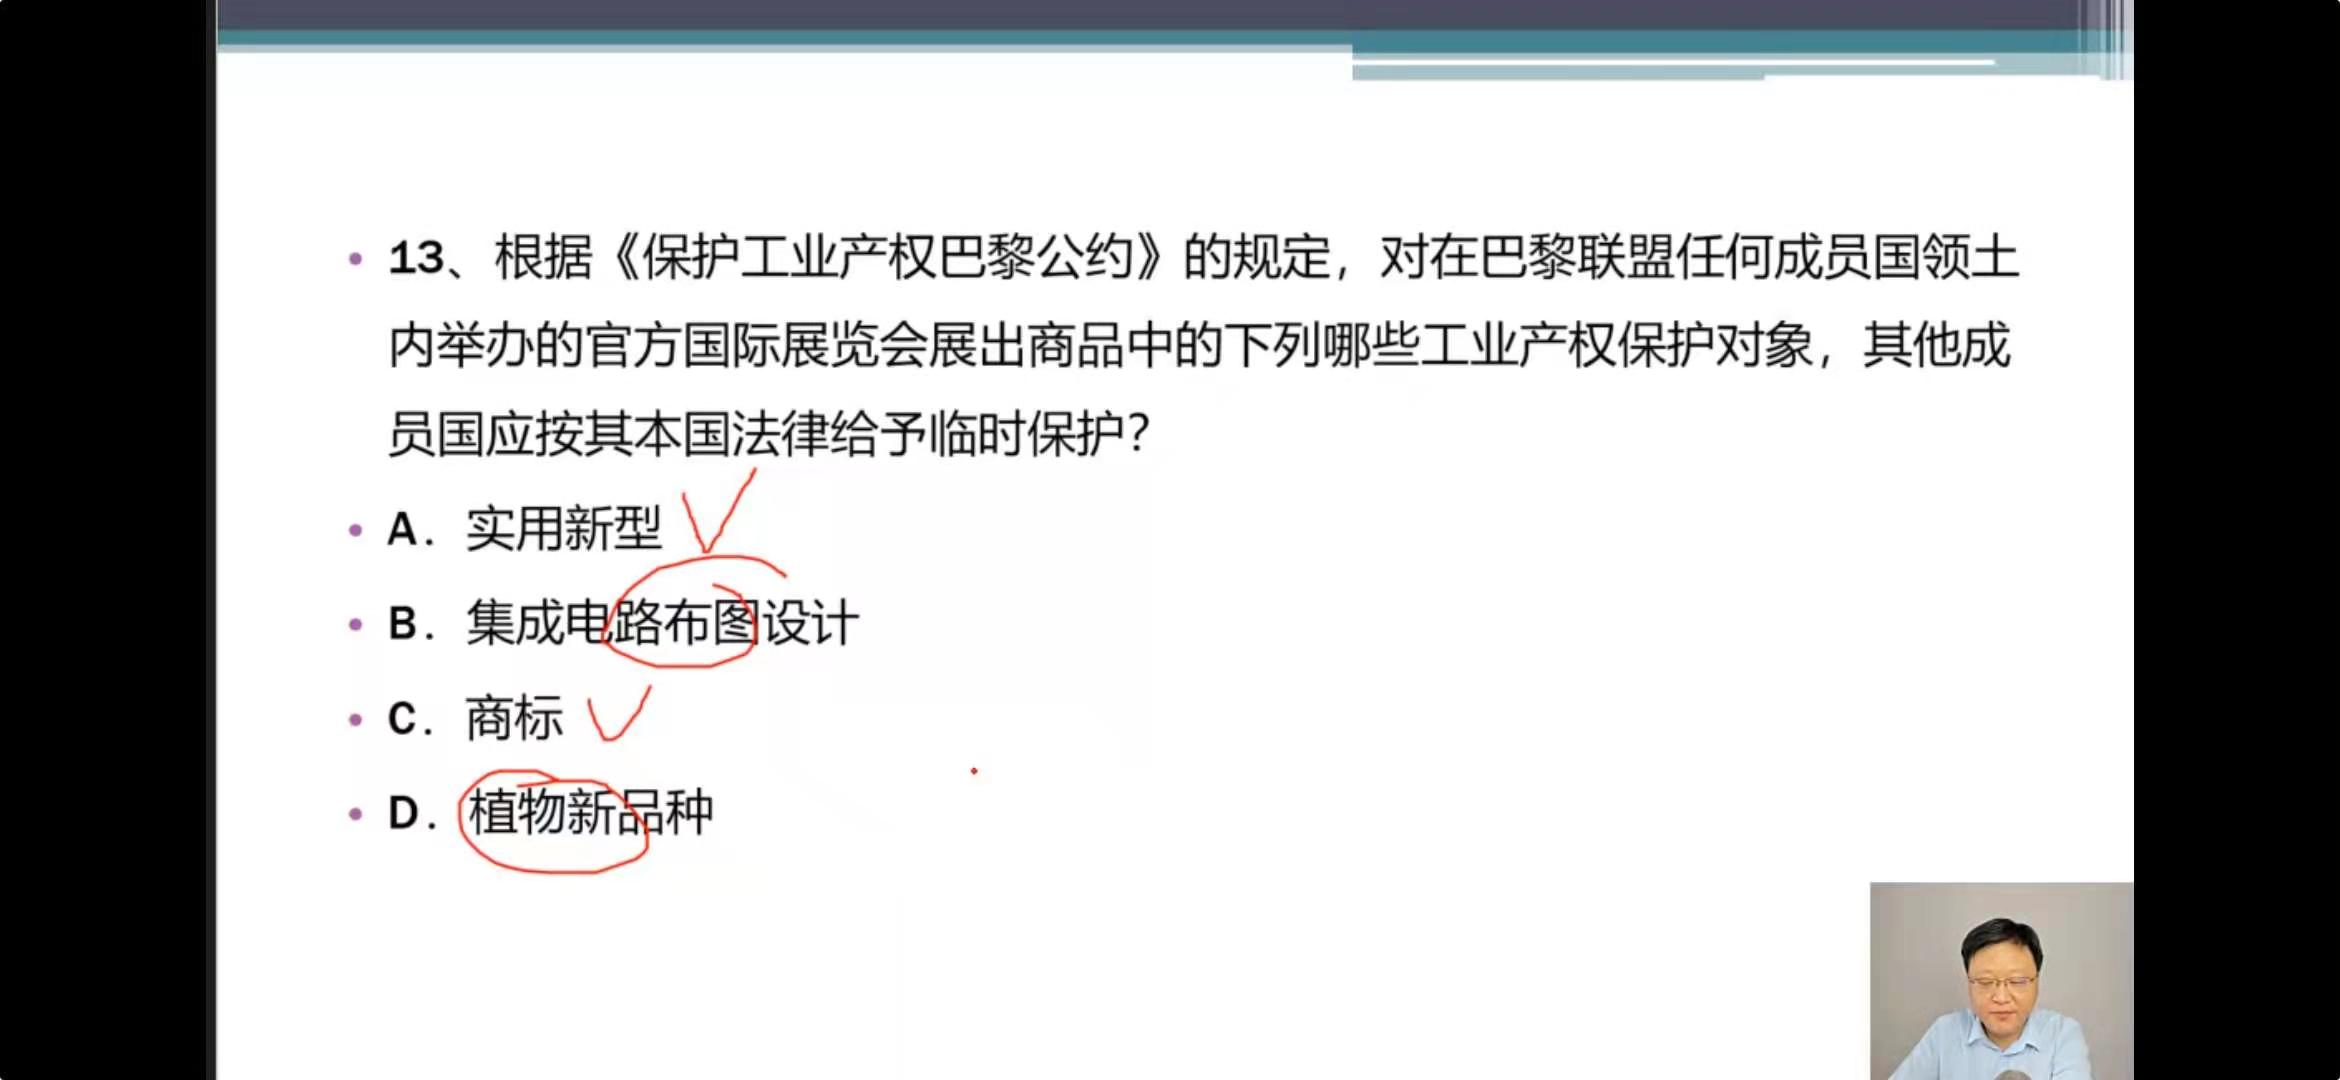 13、根据《保护工业产权巴黎公约》的规定，对在巴黎联盟任何成员国领土
内举办的官方国际展览会展出商品中的下列哪些工业产权保护对象，其他成
员国应按其本国法律给予临时保护？
A．实用新型
B．集成电路布图设计
C．商标
D．植物新品种